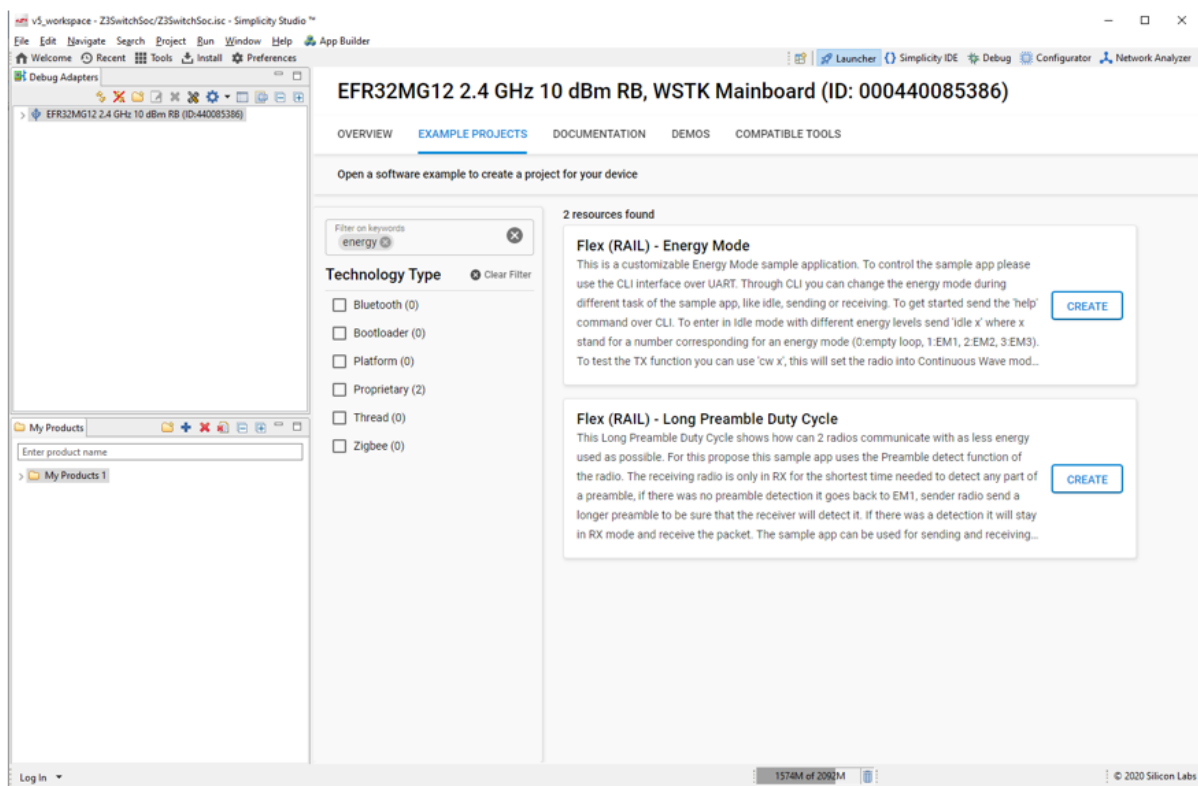 v5_workspace - Z3SwitchSoc/Z3SwitchSoc.isc - Simplicity Studio ™
File Edit Navigate Search Project Run Window Help App Builder
Welcome Recent Tools Install Preferences
Launcher {} Simplicity IDE Debug Configurator Network Analyzer
Debug Adapters
EFR32MG12 2.4 GHz 10 dBm RB (ID:440085386)
EFR32MG12 2.4 GHz 10 dBm RB, WSTK Mainboard (ID: 000440085386)
OVERVIEW EXAMPLE PROJECTS DOCUMENTATION DEMOS COMPATIBLE TOOLS
Open a software example to create a project for your device
Filter on keywords
energy
Technology Type Clear Filter
Bluetooth (0)
Bootloader (0)
Platform (0)
Proprietary (2)
Thread (0)
Zigbee (0)
2 resources found
Flex (RAIL) - Energy Mode
This is a customizable Energy Mode sample application. To control the sample app please
use the CLI interface over UART. Through CLI you can change the energy mode during
different task of the sample app, like idle, sending or receiving. To get started send the 'help'
command over CLI. To enter in Idle mode with different energy levels send 'idle x' where x
stand for a number corresponding for an energy mode (0:empty loop, 1:EM1, 2:EM2, 3:EM3).
To test the TX function you can use 'cw x', this will set the radio into Continuous Wave mod...
CREATE
Flex (RAIL) - Long Preamble Duty Cycle
This Long Preamble Duty Cycle shows how can 2 radios communicate with as less energy
used as possible. For this propose this sample app uses the Preamble detect function of
the radio. The receiving radio is only in RX for the shortest time needed to detect any part of
a preamble, if there was no preamble detection it goes back to EM1, sender radio send a
longer preamble to be sure that the receiver will detect it. If there was a detection it will stay
in RX mode and receive the packet. The sample app can be used for sending and receiving...
CREATE
My Products
Enter product name
My Products 1
Log In
1574M of 2092M
© 2020 Silicon Labs